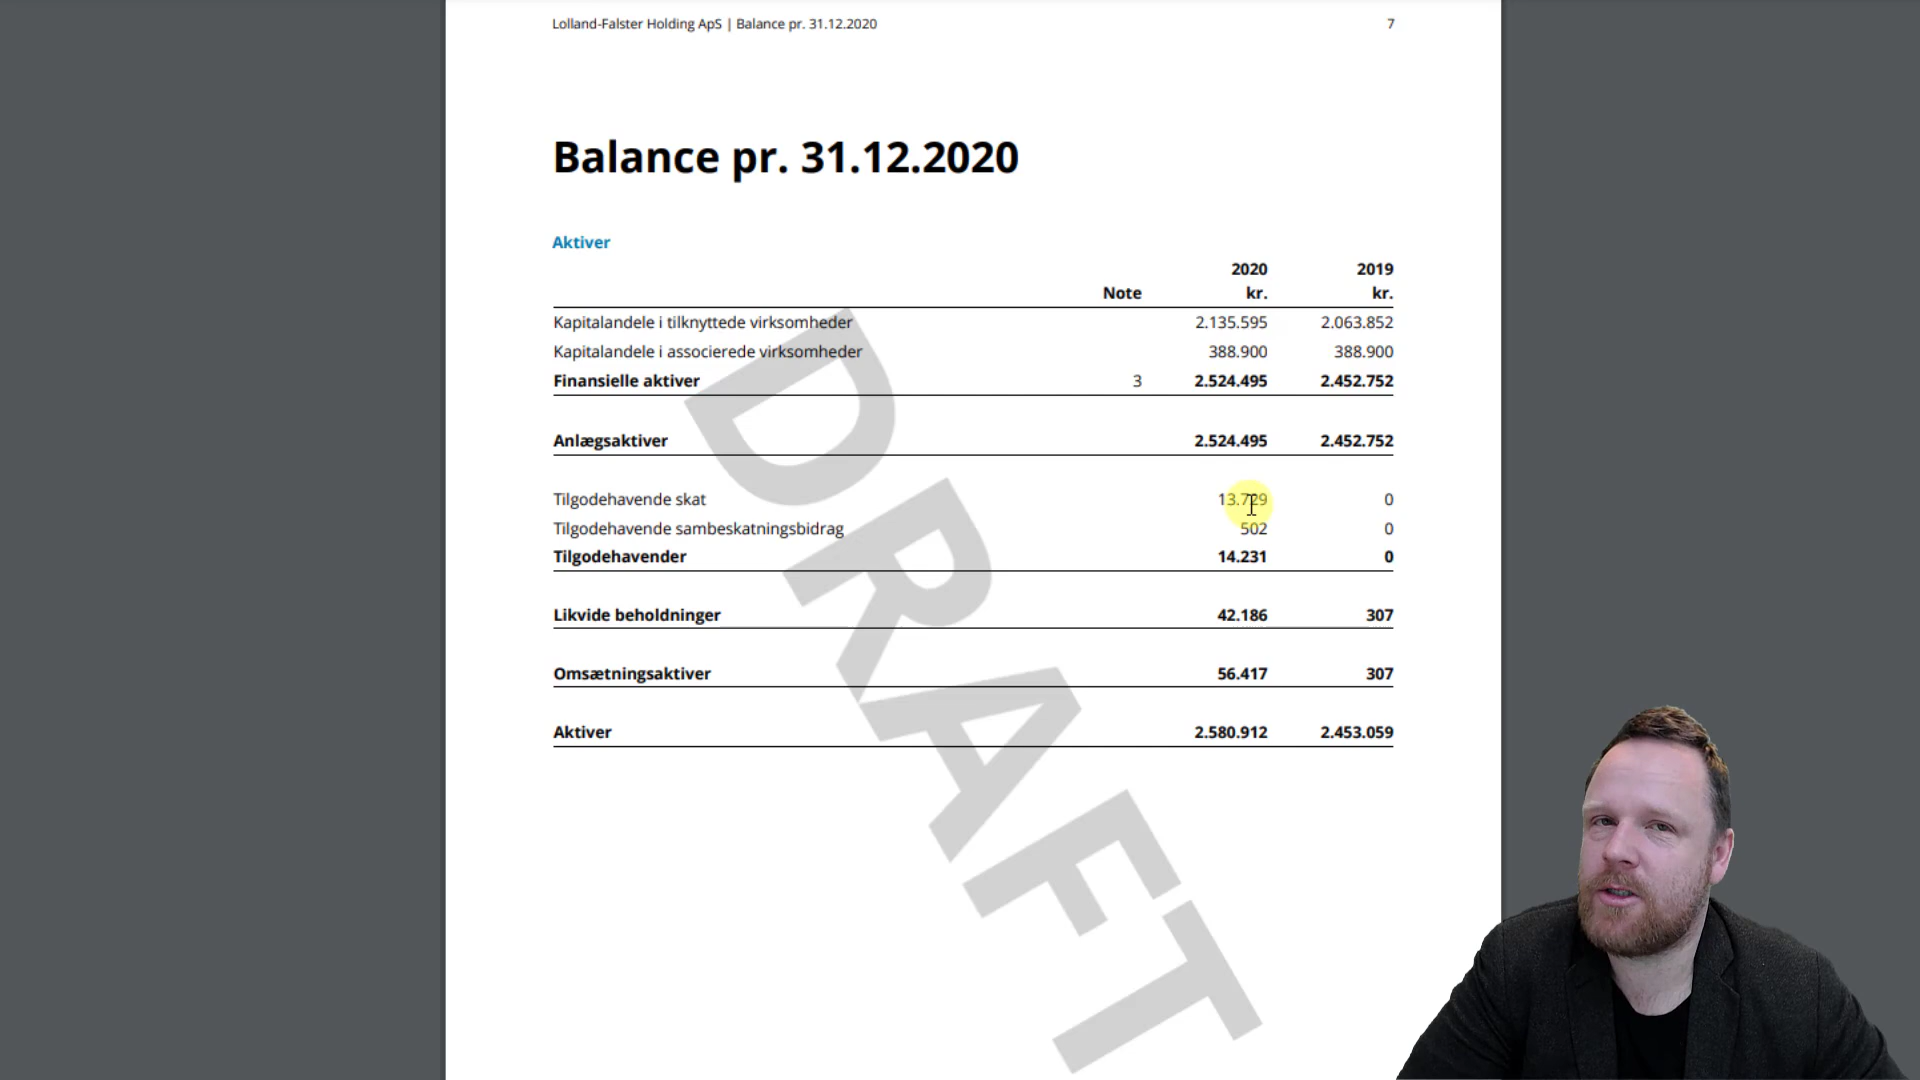 Lolland-Falster Holding ApS | Balance pr. 31.12.2020 7
Balance pr. 31.12.2020
Aktiver
2020 2019
Note kr. kr.
Kapitalandele i tilknyttede virksomheder 2.135.595 2.063.852
Kapitalandele i associerede virksomheder 388.900 388.900
Finansielle aktiver 3 2.524.495 2.452.752
Anlægsaktiver 2.524.495 2.452.752
Tilgodehavende skat 13.729 0
Tilgodehavende sambeskatningsbidrag 502 0
Tilgodehavender 14.231 0
Likvide beholdninger 42.186 307
Omsætningsaktiver 56.417 307
Aktiver 2.580.912 2.453.059
DRAFT